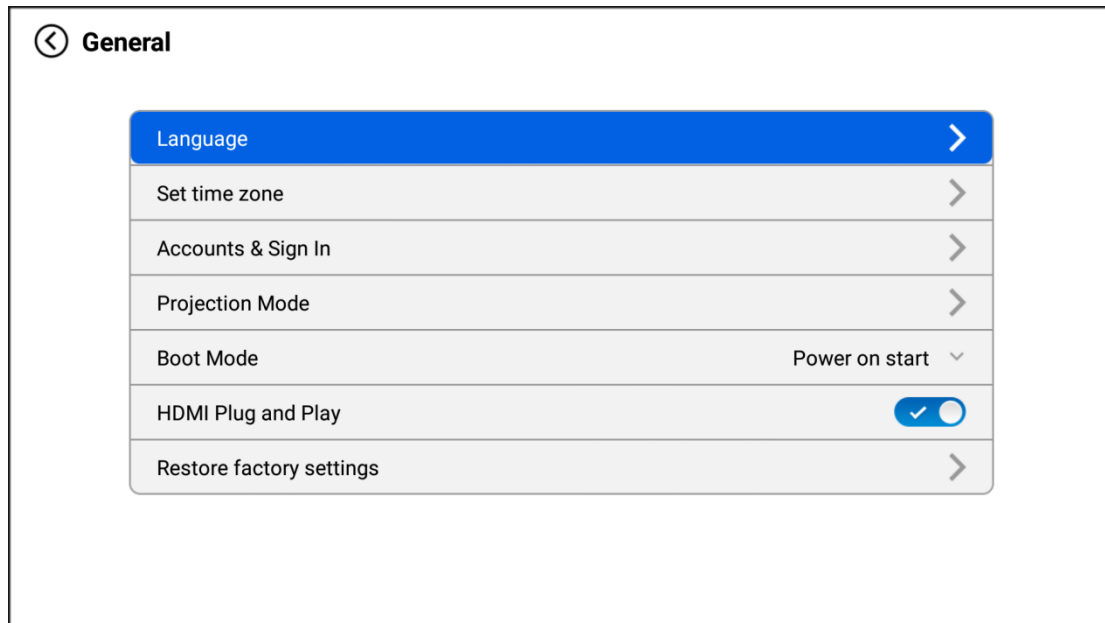 General
Language
Set time zone
Accounts & Sign In
Projection Mode
Boot Mode Power on start
HDMI Plug and Play
Restore factory settings